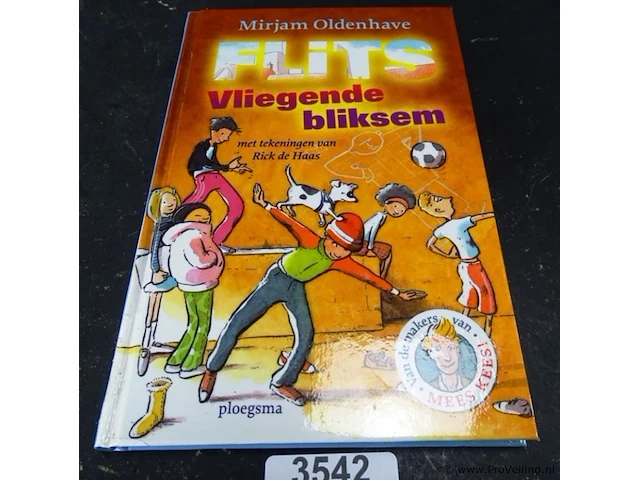 Mirjam Oldenhave
FLiTS
Vliegende
bliksem
met tekeningen van
Rick de Haas
van de makers van
MEES KEES!
ploegsma
3542
© www.ProVeiling.nl